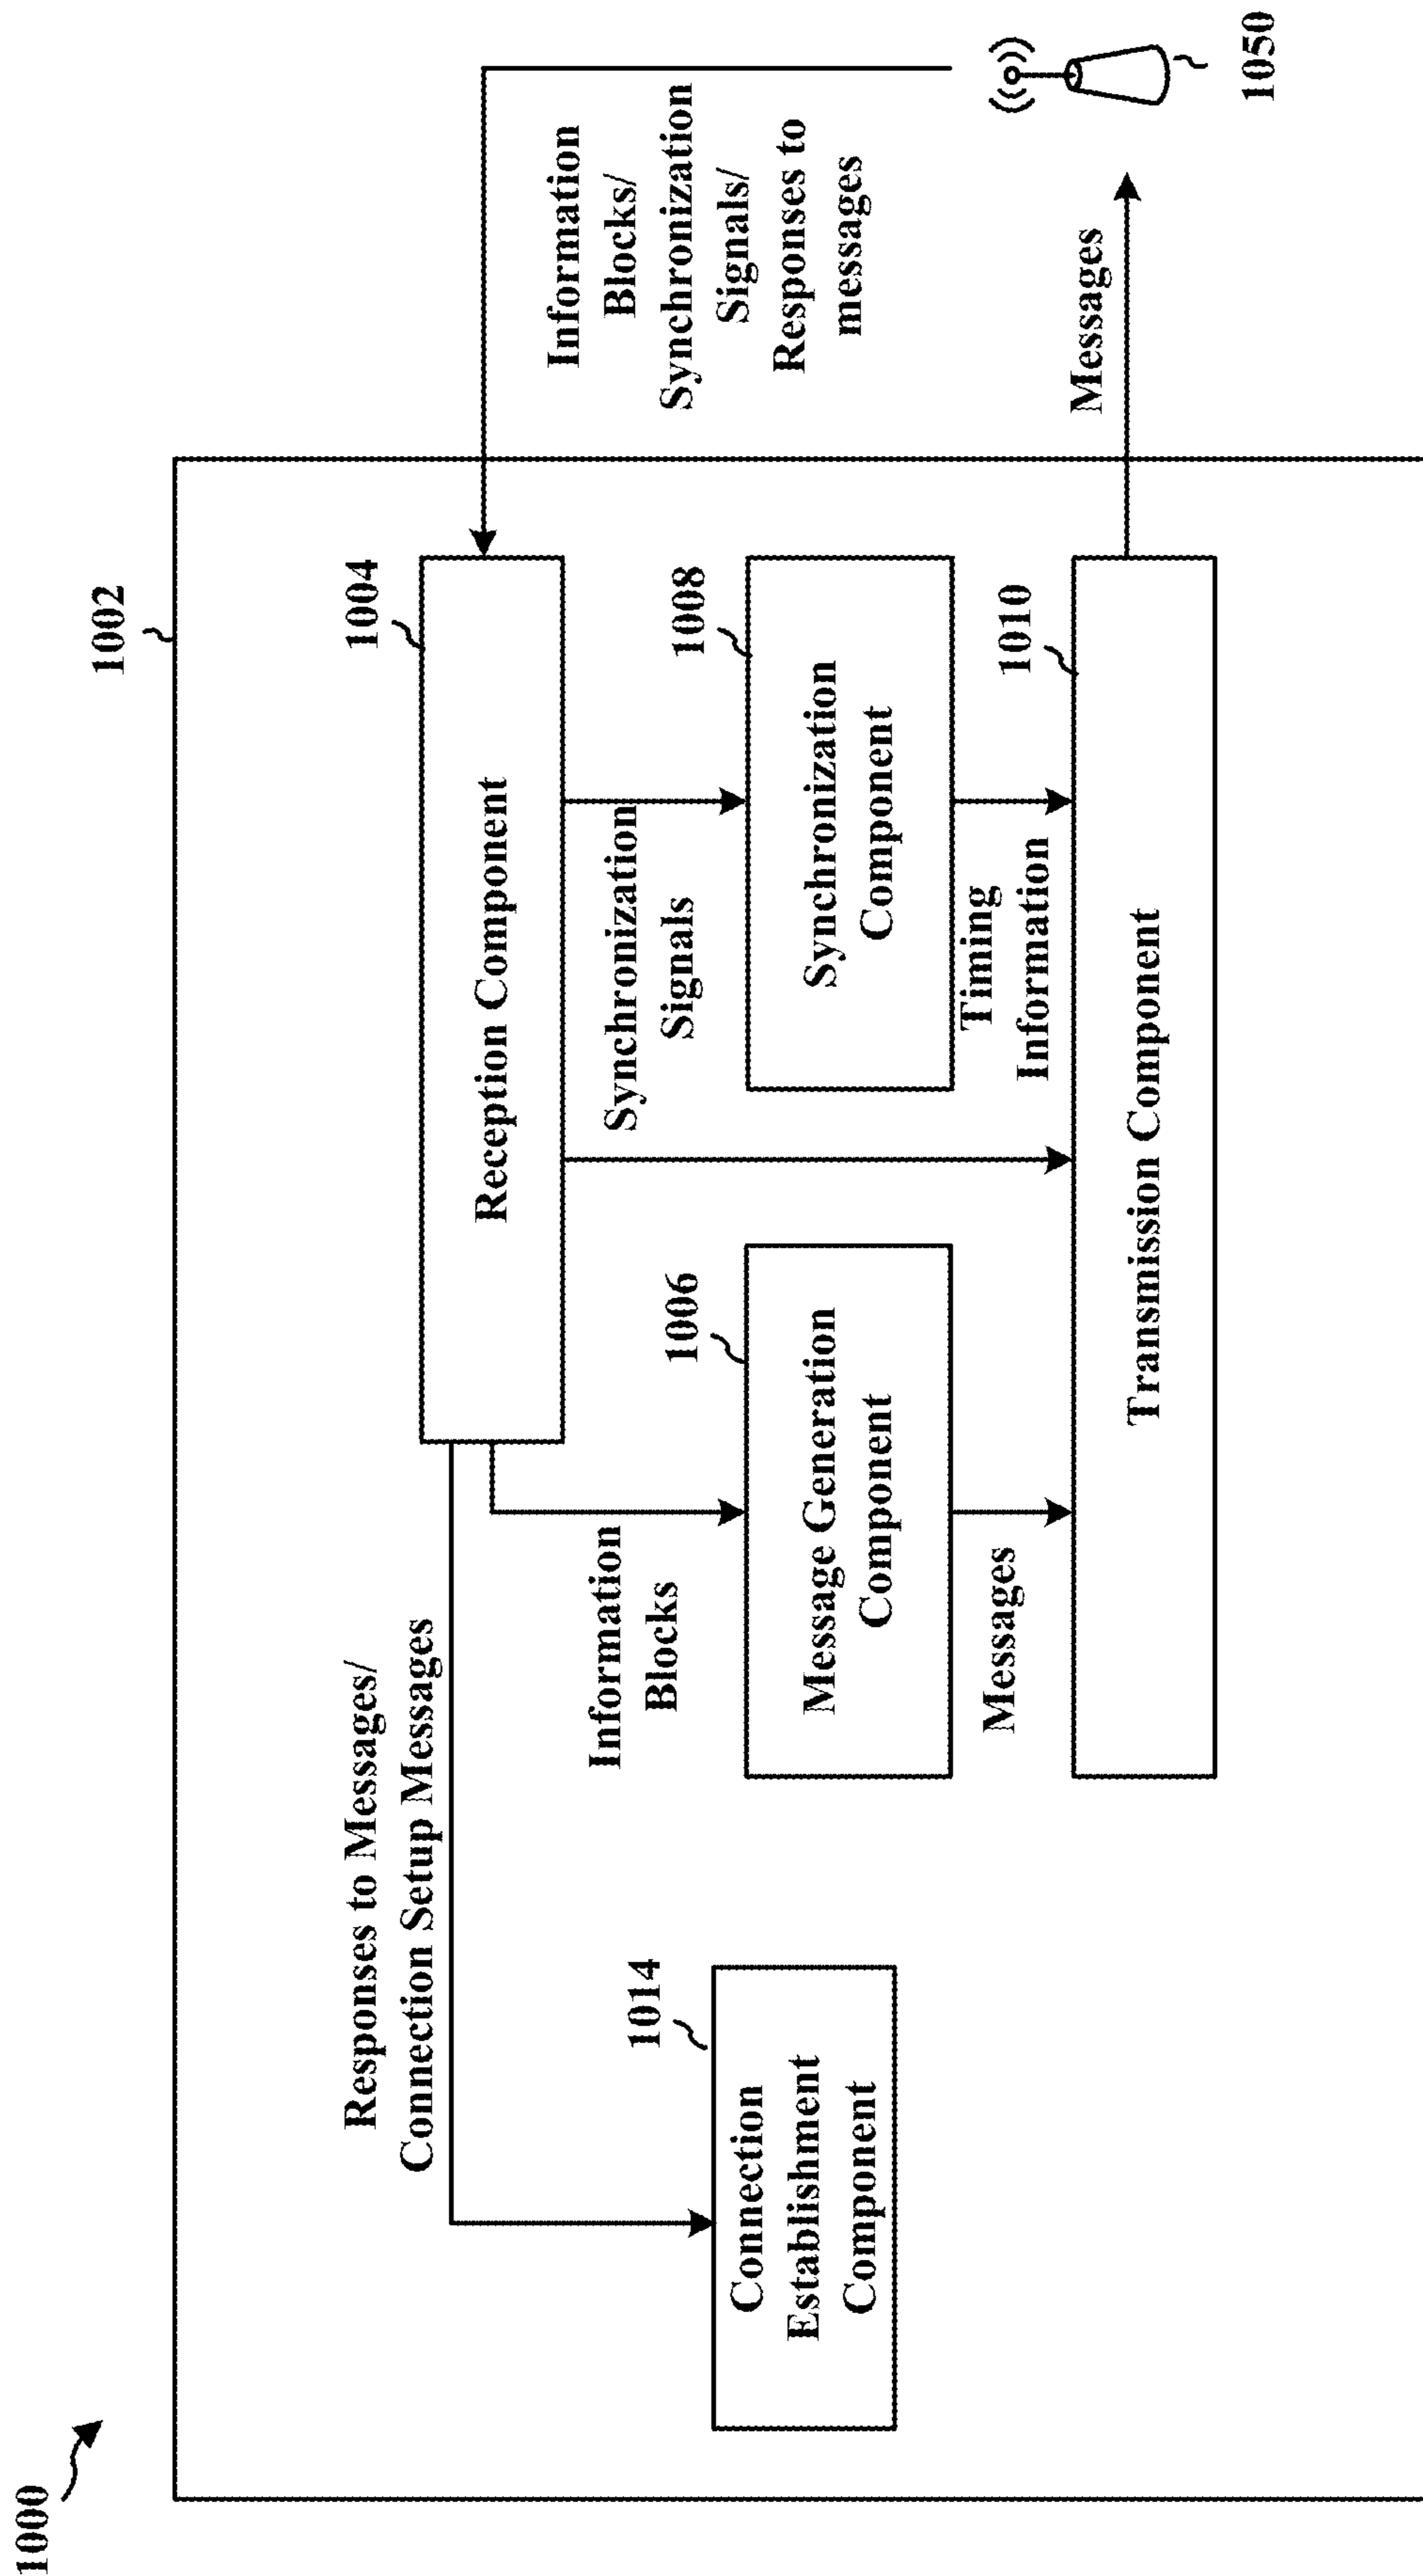 1000
1002
Responses to Messages/
Connection Setup Messages
1004
Reception Component
Information
Blocks/
Synchronization
Signals/
Responses to
messages
1014
Connection
Establishment
Component
Information
Blocks
1006
Message Generation
Component
Synchronization
Signals
1008
Synchronization
Component
Messages
Timing
Information
1010
Transmission Component
Messages
1050